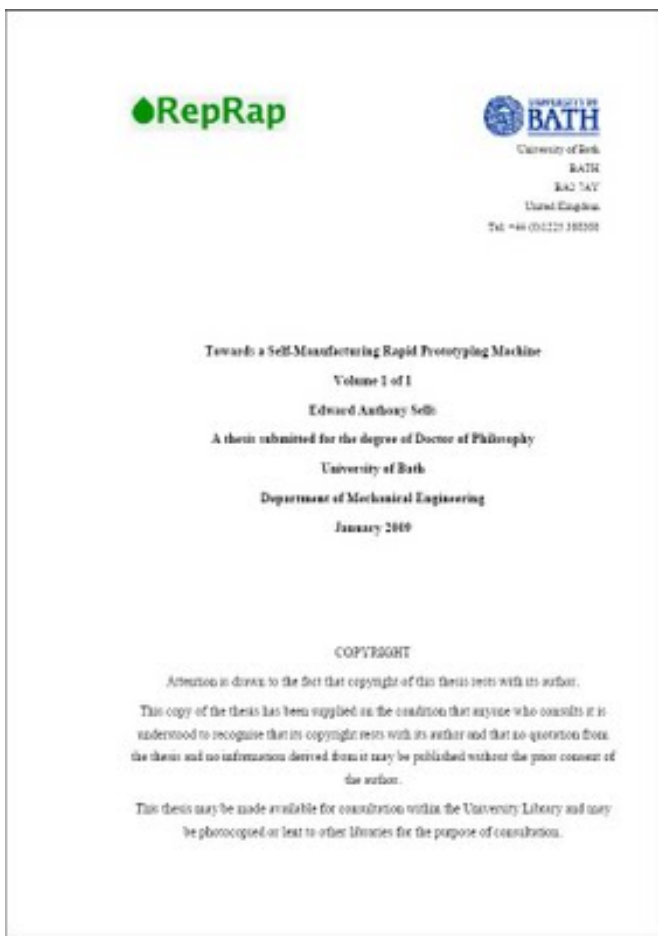 RepRap
UNIVERSITY OF
BATH
University of Bath
BATH
BA2 7AY
United Kingdom
Tel: +44 (0)1225
Towards a Self-Manufacturing Rapid Prototyping Machine
Volume 1 of 1
Edward Anthony Sells
A thesis submitted for the degree of Doctor of Philosophy
University of Bath
Department of Mechanical Engineering
January 2009
COPYRIGHT
Attention is drawn to the fact that copyright of this thesis rests with its author.
This copy of the thesis has been supplied on the condition that anyone who consults it is
understood to recognise that its copyright rests with its author and that no quotation from
the thesis and no information derived from it may be published without the prior consent of
the author.
This thesis may be made available for consultation within the University Library and may
be photocopied or lent to other libraries for the purpose of consultation.